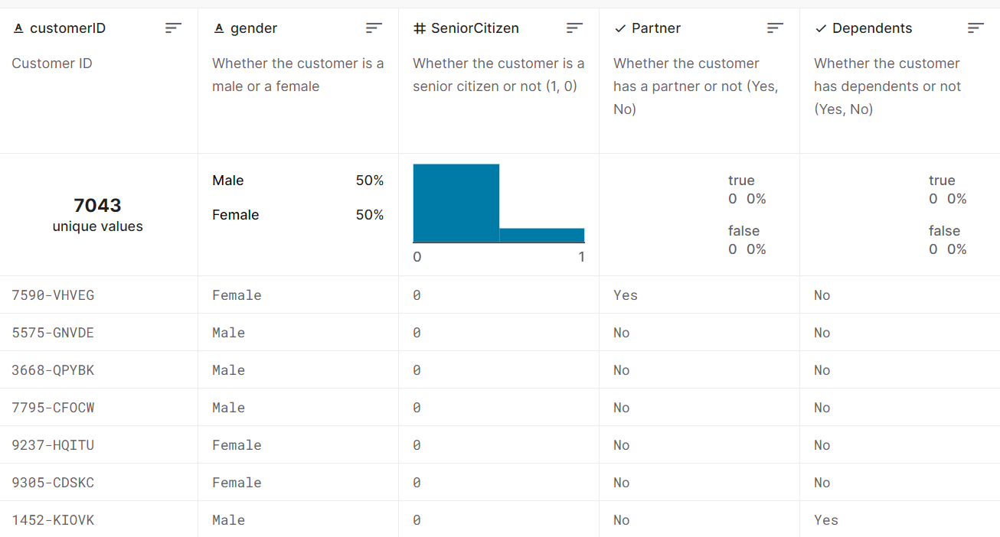 customerID gender SeniorCitizen Partner Dependents
Customer ID Whether the customer is a Whether the customer is a Whether the customer Whether the customer
male or a female senior citizen or not (1, 0) has a partner or not (Yes, has dependents or not
No) (Yes, No)
Male 50% true true
7043 0 0% 0 0%
unique values Female 50% false false
0 1 0 0% 0 0%
7590-VHVEG Female 0 Yes No
5575-GNVDE Male 0 No No
3668-QPYBK Male 0 No No
7795-CFOCW Male 0 No No
9237-HQITU Female 0 No No
9305-CDSKC Female 0 No No
1452-KIOVK Male 0 No Yes